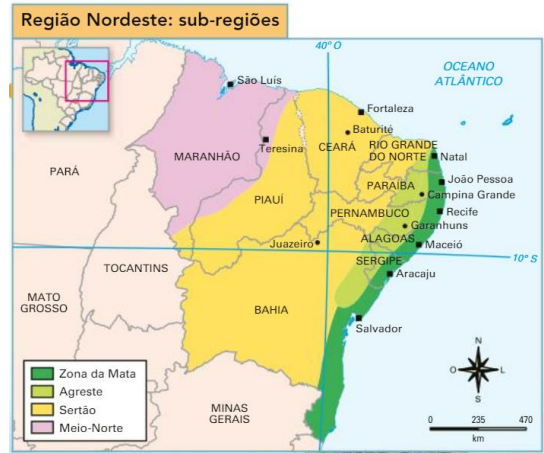 Região Nordeste: sub-regiões
40° O
OCEANO
ATLÂNTICO
São Luís
Fortaleza
Baturité
Teresina
CEARÁ
RIO GRANDE
DO NORTE
Natal
MARANHÃO
PARÁ
PARAÍBA
João Pessoa
Campina Grande
PIAUÍ
PERNAMBUCO
Recife
Garanhuns
ALAGOAS
Juazeiro
Maceió
10° S
SERGIPE
TOCANTINS
Aracaju
MATO
GROSSO
BAHIA
Salvador
Zona da Mata
Agreste
Sertão
Meio-Norte
MINAS
GERAIS
N
O
L
S
0 235 470
km